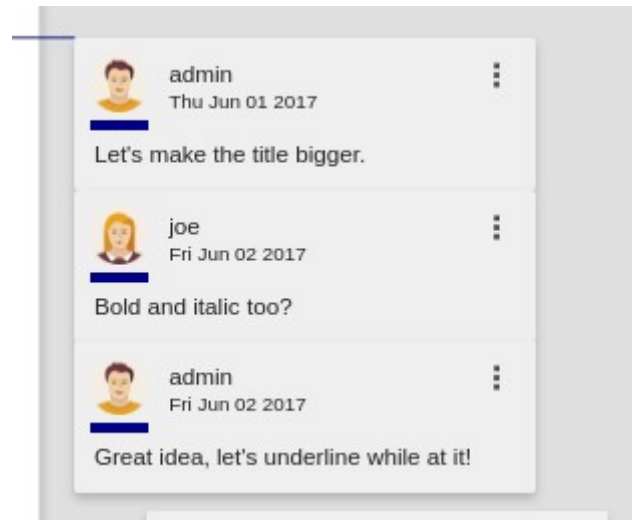 admin
Thu Jun 01 2017
Let's make the title bigger.
joe
Fri Jun 02 2017
Bold and italic too?
admin
Fri Jun 02 2017
Great idea, let's underline while at it!